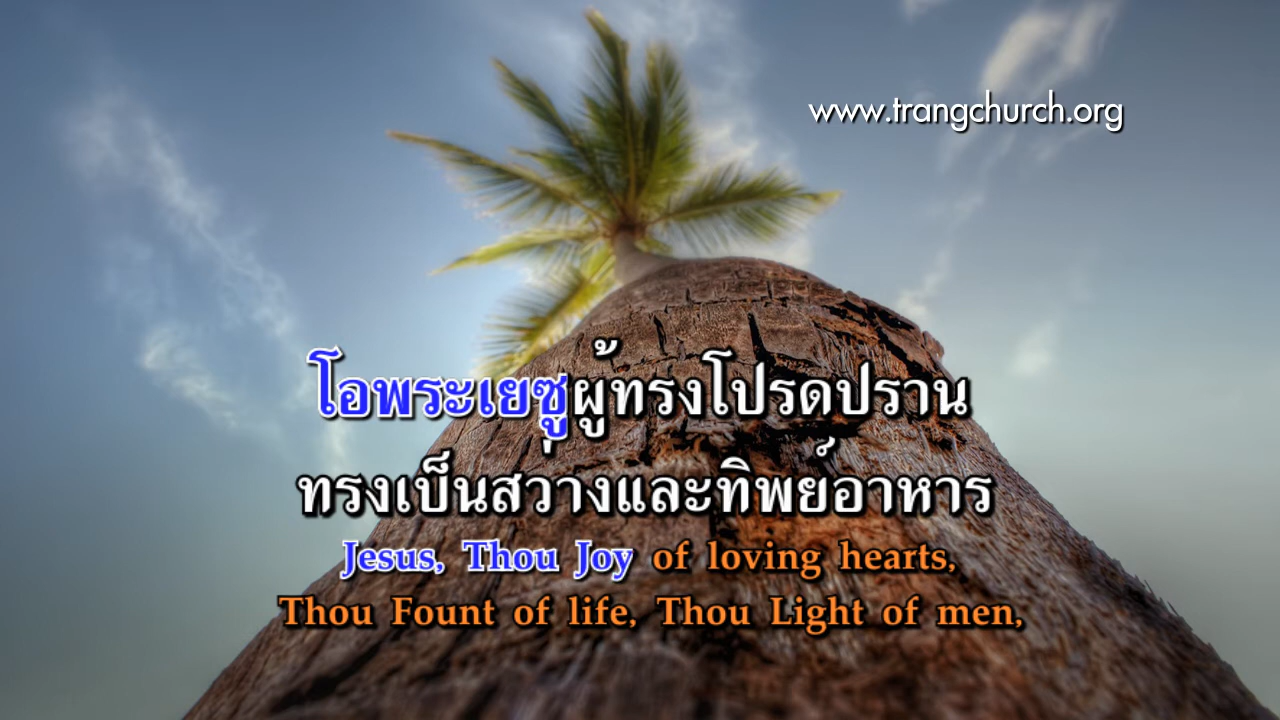 www.trangchurch.org
โอพระเยซูผู้ทรงโปรดปราน
ทรงเป็นสว่างและทิพย์อาหาร
Jesus, Thou Joy of loving hearts,
Thou Fount of life, Thou Light of men,